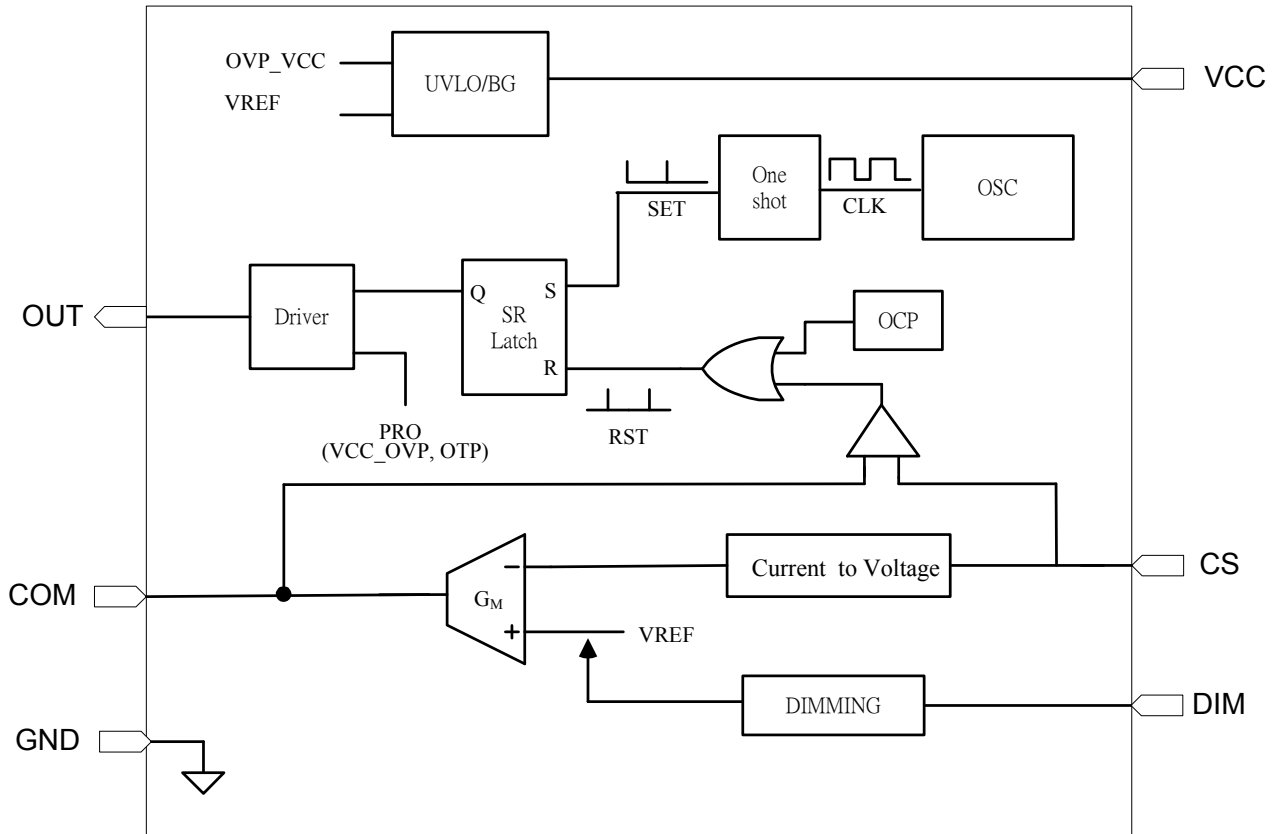 OVP_VCC
VREF
UVLO/BG
VCC
One
shot
OSC
SET
CLK
OUT
Driver
Q
S
SR
Latch
R
OCP
PRO
(VCC_OVP, OTP)
RST
COM
GM
−
+
Current to Voltage
CS
VREF
DIMMING
DIM
GND